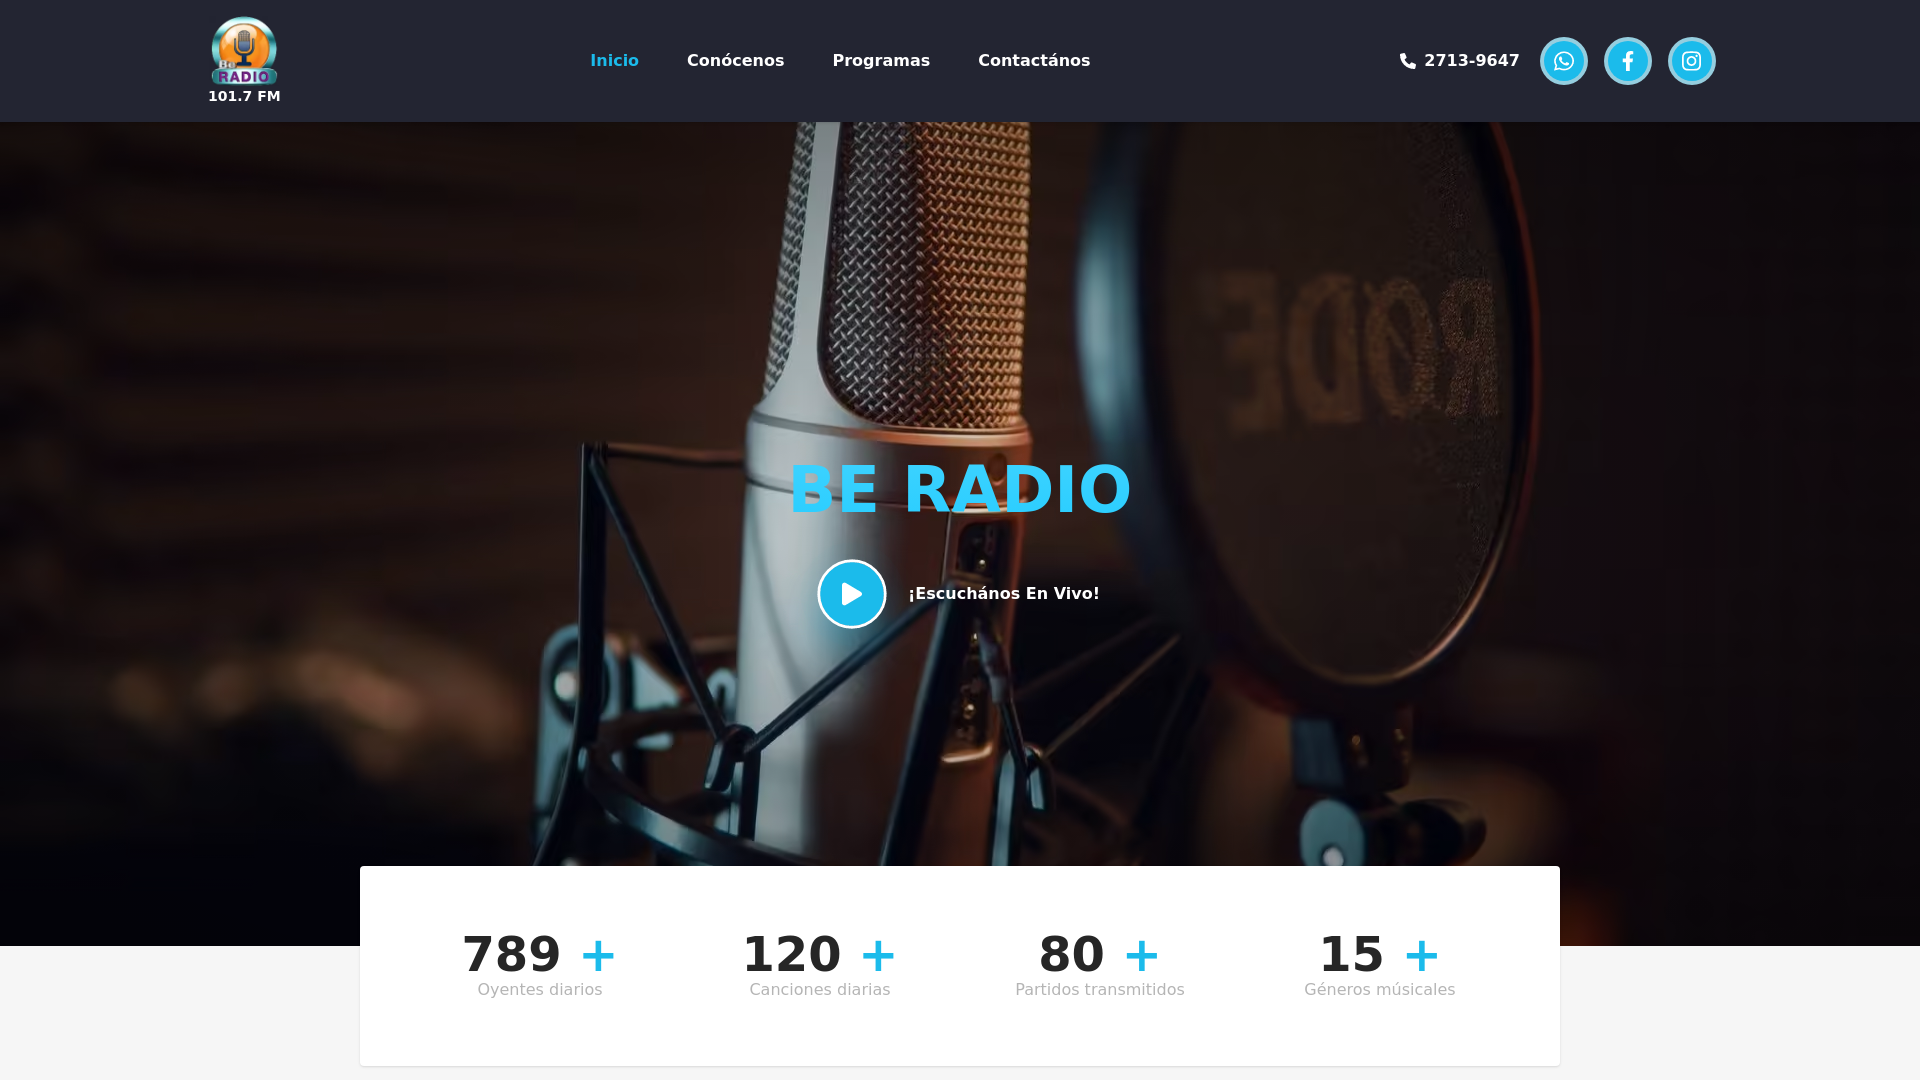 Be
RADIO
101.7 FM
Inicio
Conócenos
Programas
Contactános
2713-9647
RØDE
BE RADIO
¡Escuchános En Vivo!
789 +
Oyentes diarios
120 +
Canciones diarias
80 +
Partidos transmitidos
15 +
Géneros músicales